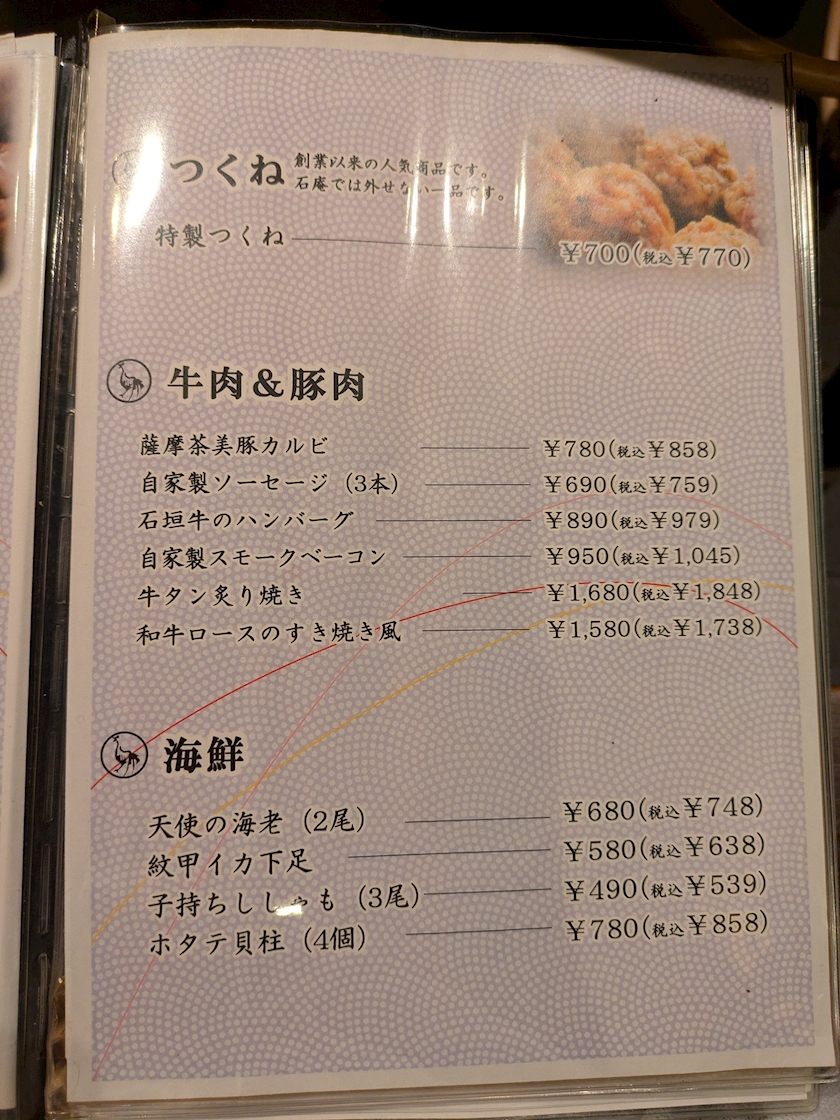 つくね
創業以来の人気商品です。
石庵では外せない一品です。
特製つくね ¥700(税込¥770)
牛肉＆豚肉
薩摩茶美豚カルビ ¥780(税込¥858)
自家製ソーセージ（3本） ¥690(税込¥759)
石垣牛のハンバーグ ¥890(税込¥979)
自家製スモークベーコン ¥950(税込¥1,045)
牛タン炙り焼き ¥1,680(税込¥1,848)
和牛ロースのすき焼き風 ¥1,580(税込¥1,738)
海鮮
天使の海老（2尾） ¥680(税込¥748)
紋甲イカ下足 ¥580(税込¥638)
子持ちししゃも（3尾） ¥490(税込¥539)
ホタテ貝柱（4個） ¥780(税込¥858)